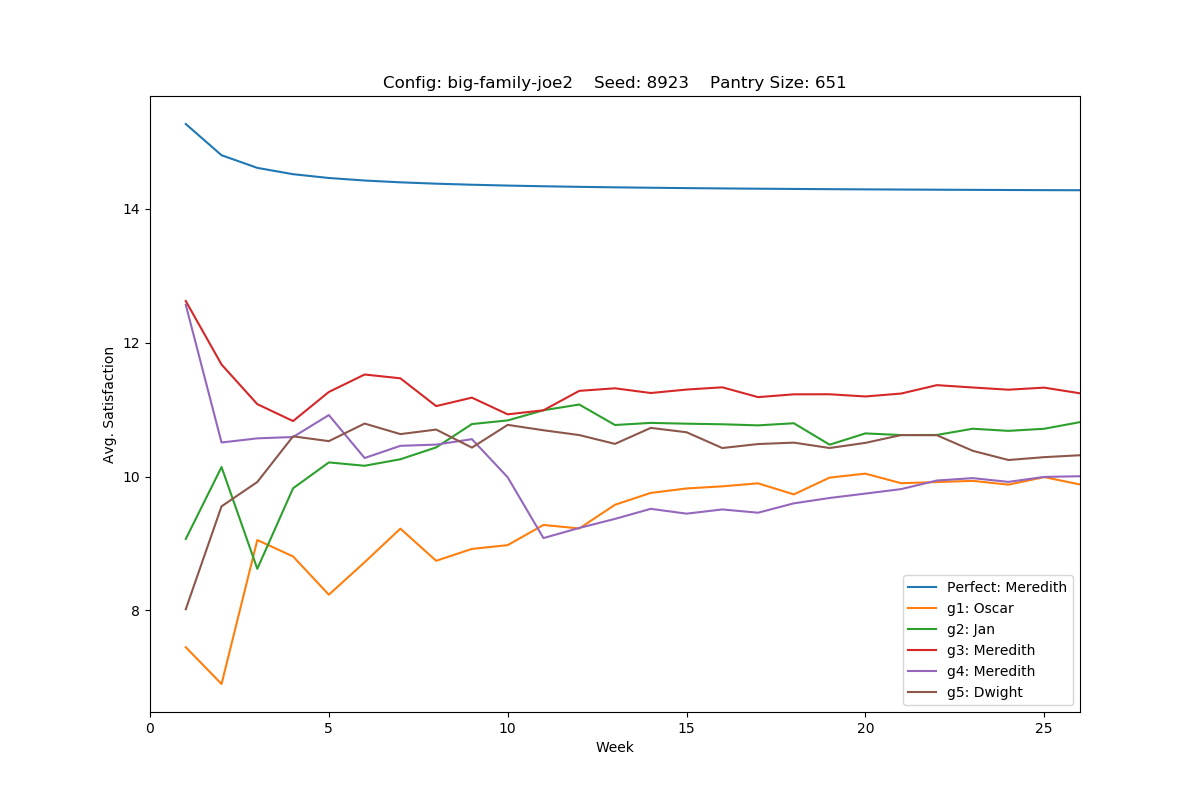 Config: big-family-joe2    Seed: 8923    Pantry Size: 651
14
12
10
8
Avg. Satisfaction
0
5
10
15
20
25
Week
Perfect: Meredith
g1: Oscar
g2: Jan
g3: Meredith
g4: Meredith
g5: Dwight